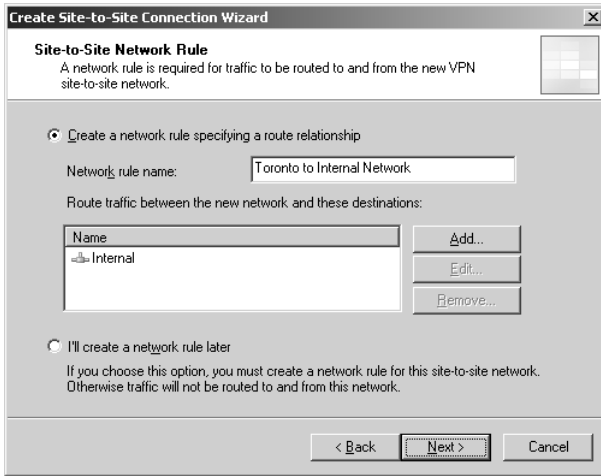 Create Site-to-Site Connection Wizard
Site-to-Site Network Rule
A network rule is required for traffic to be routed to and from the new VPN
site-to-site network.
Create a network rule specifying a route relationship
Network rule name: Toronto to Internal Network
Route traffic between the new network and these destinations:
Name
Internal
Add...
Edit...
Remove...
I'll create a network rule later
If you choose this option, you must create a network rule for this site-to-site network.
Otherwise traffic will not be routed to and from this network.
< Back Next > Cancel